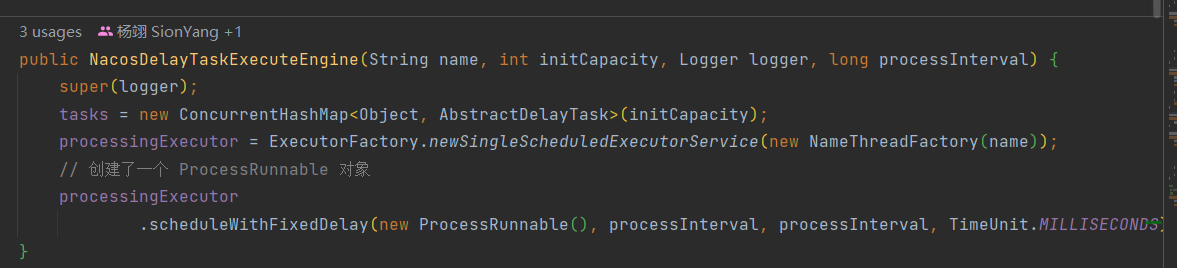 3 usages 杨翊 SionYang +1
public NacosDelayTaskExecuteEngine(String name, int initCapacity, Logger logger, long processInterval) {
super(logger);
tasks = new ConcurrentHashMap<Object, AbstractDelayTask>(initCapacity);
processingExecutor = ExecutorFactory.newSingleScheduledExecutorService(new NameThreadFactory(name));
// 创建了一个 ProcessRunnable 对象
processingExecutor
.scheduleWithFixedDelay(new ProcessRunnable(), processInterval, processInterval, TimeUnit.MILLISECONDS)
}